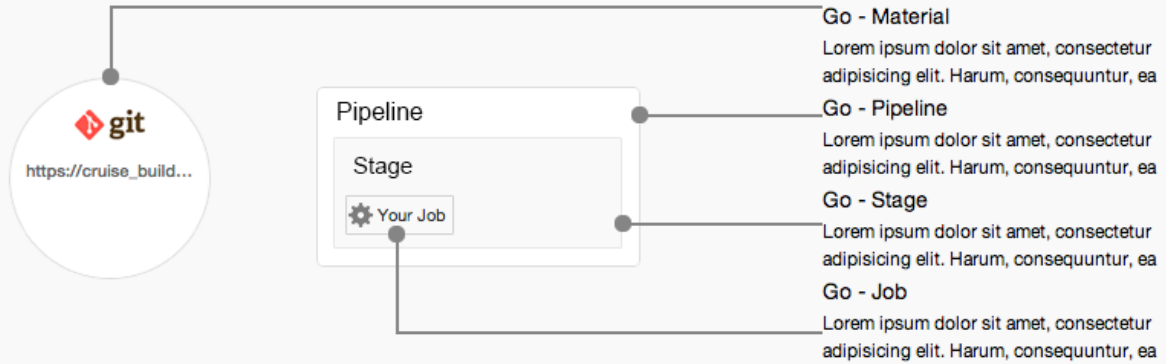 git
https://cruise_build...
Pipeline
Stage
Your Job
Go - Material
Lorem ipsum dolor sit amet, consectetur
adipisicing elit. Harum, consequuntur, ea
Go - Pipeline
Lorem ipsum dolor sit amet, consectetur
adipisicing elit. Harum, consequuntur, ea
Go - Stage
Lorem ipsum dolor sit amet, consectetur
adipisicing elit. Harum, consequuntur, ea
Go - Job
Lorem ipsum dolor sit amet, consectetur
adipisicing elit. Harum, consequuntur, ea